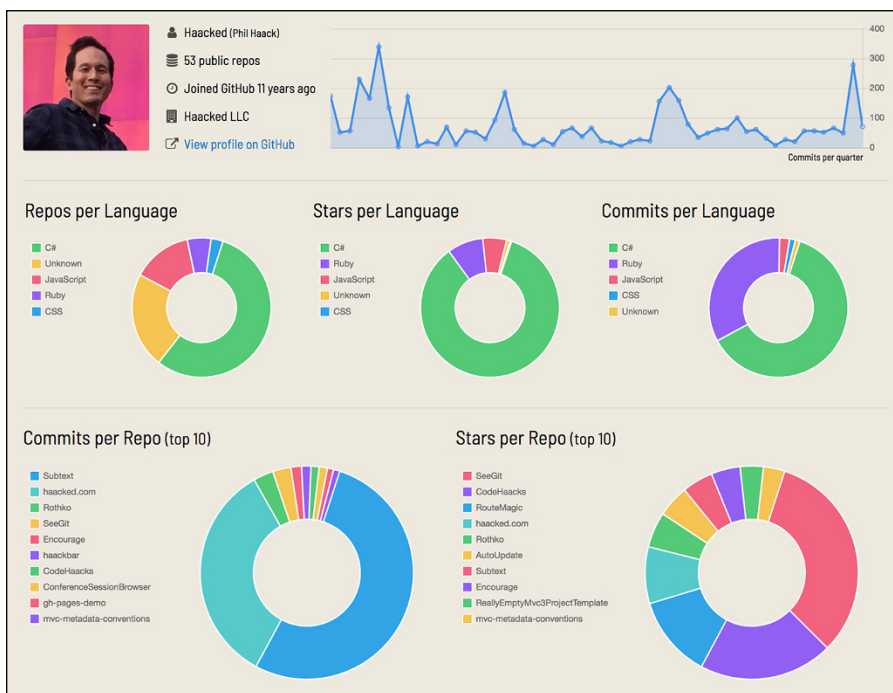 Haacked (Phil Haack)
53 public repos
Joined GitHub 11 years ago
Haacked LLC
View profile on GitHub
400
300
200
100
0
Commits per quarter
Repos per Language
C#
Unknown
JavaScript
Ruby
CSS
Stars per Language
C#
Ruby
JavaScript
Unknown
CSS
Commits per Language
C#
Ruby
JavaScript
CSS
Unknown
Commits per Repo (top 10)
Subtext
haacked.com
Rothko
SeeGit
Encourage
haackbar
CodeHaacks
ConferenceSessionBrowser
gh-pages-demo
mvc-metadata-conventions
Stars per Repo (top 10)
SeeGit
CodeHaacks
RouteMagic
haacked.com
Rothko
AutoUpdate
Subtext
Encourage
ReallyEmptyMvc3ProjectTemplate
mvc-metadata-conventions